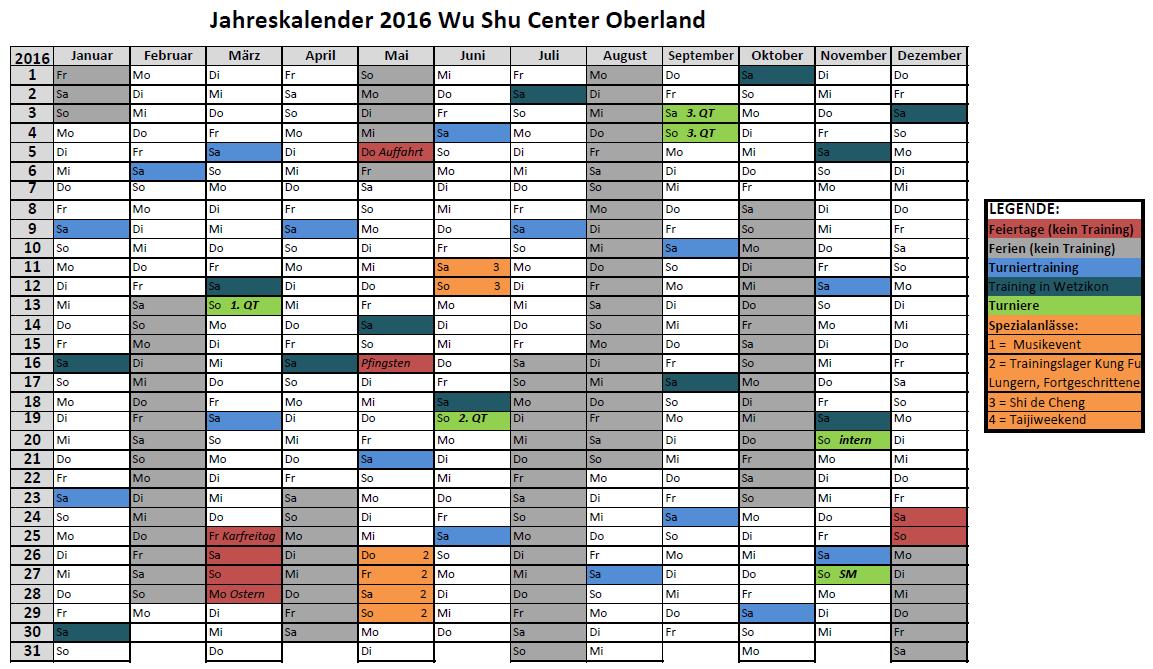 Jahreskalender 2016 Wu Shu Center Oberland
2016 Januar Februar März April Mai Juni Juli August September Oktober November Dezember
1 Fr Mo Di Fr So Mi Fr Mo Do Sa Di Do
2 Sa Di Mi Sa Mo Do Sa Di Fr So Mi Fr
3 So Mi Do So Di Fr So Mi Sa 3. QT Mo Do Sa
4 Mo Do Fr Mo Mi Sa Mo Do So 3. QT Di Fr So
5 Di Fr Sa Di Do Auffahrt So Di Fr Mo Mi Sa Mo
6 Mi Sa So Mi Fr Mo Mi Sa Di Do So Di
7 Do So Mo Do Sa Di Do So Mi Fr Mo Mi
8 Fr Mo Di Fr So Mi Fr Mo Do Sa Di Do
9 Sa Di Mi Sa Mo Do Sa Di Fr So Mi Fr
10 So Mi Do So Di Fr So Mi Sa Mo Do Sa
11 Mo Do Fr Mo Mi Sa 3 Mo Do So Di Fr So
12 Di Fr Sa Di Do So 3 Di Fr Mo Mi Sa Mo
13 Mi Sa So 1. QT Mi Fr Mo Mi Sa Di Do So Di
14 Do So Mo Do Sa Di Do So Mi Fr Mo Mi
15 Fr Mo Di Fr So Mi Fr Mo Do Sa Di Do
16 Sa Di Mi Sa Pfingsten Do Sa Di Fr So Mi Fr
17 So Mi Do So Di Fr So Mi Sa Mo Do Sa
18 Mo Do Fr Mo Mi Sa Mo Do So Di Fr So
19 Di Fr Sa Di Do So 2. QT Di Fr Mo Mi Sa Mo
20 Mi Sa So Mi Fr Mo Mi Sa Di Do So intern Di
21 Do So Mo Do Sa Di Do So Mi Fr Mo Mi
22 Fr Mo Di Fr So Mi Fr Mo Do Sa Di Do
23 Sa Di Mi Sa Mo Do Sa Di Fr So Mi Fr
24 So Mi Do So Di Fr So Mi Sa Mo Do Sa
25 Mo Do Fr Karfreitag Mo Mi Sa Mo Do So Di Fr So
26 Di Fr Sa Di Do 2 So Di Fr Mo Mi Sa Mo
27 Mi Sa So Mi Fr 2 Mo Mi Sa Di Do So SM Di
28 Do So Mo Ostern Do Sa 2 Di Do So Mi Fr Mo Mi
29 Fr Mo Di Fr So 2 Mi Fr Mo Do Sa Di Do
30 Sa Mi Sa Mo Do Sa Di Fr So Mi Fr
31 So Do Di So Mi Mo Sa
LEGENDE:
Feiertage (kein Training)
Ferien (kein Training)
Turniertraining
Training in Wetzikon
Turniere
Spezialanlässe:
1 = Musikevent
2 = Trainingslager Kung Fu
Lungern, Fortgeschrittene
3 = Shi de Cheng
4 = Taijiweekend